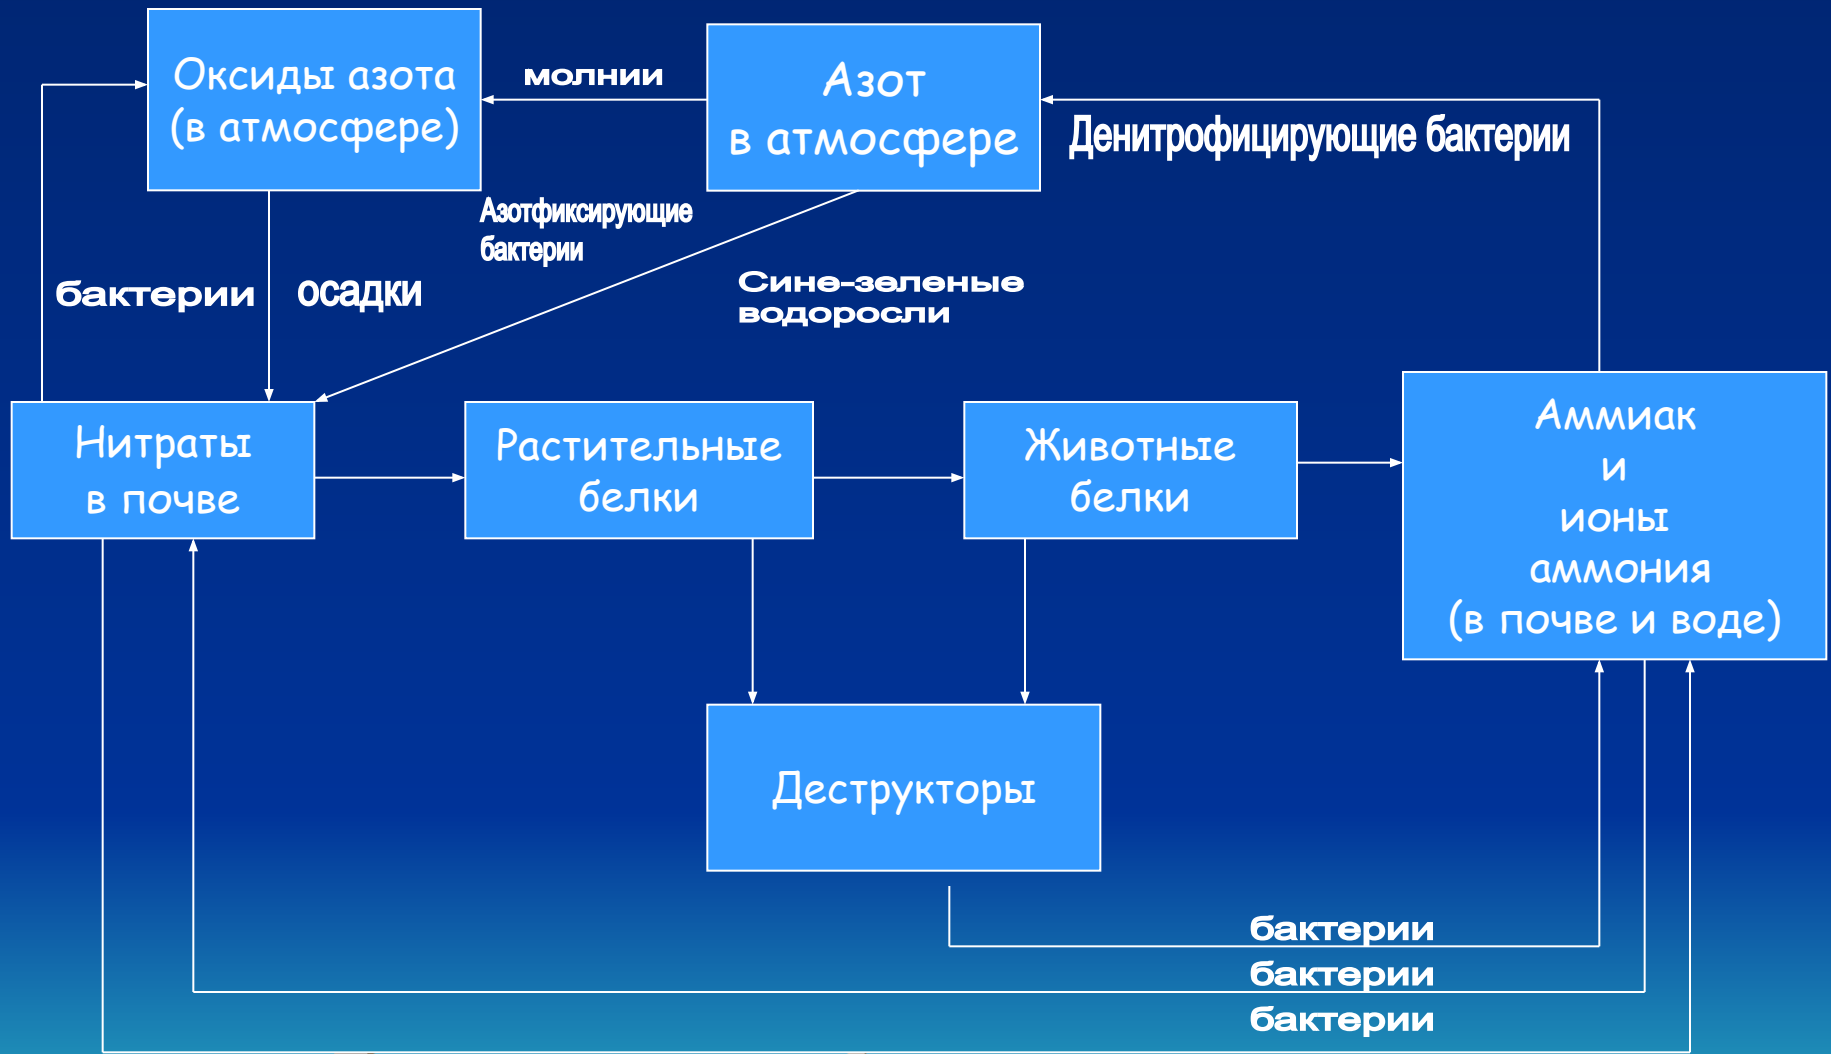 Оксиды азота
(в атмосфере)
молнии
Азот
в атмосфере
Денитрофицирующие бактерии
Азотфиксирующие
бактерии
Сине-зеленые
водоросли
бактерии
осадки
Нитраты
в почве
Растительные
белки
Животные
белки
Аммиак
и
ионы
аммония
(в почве и воде)
Деструкторы
бактерии
бактерии
бактерии